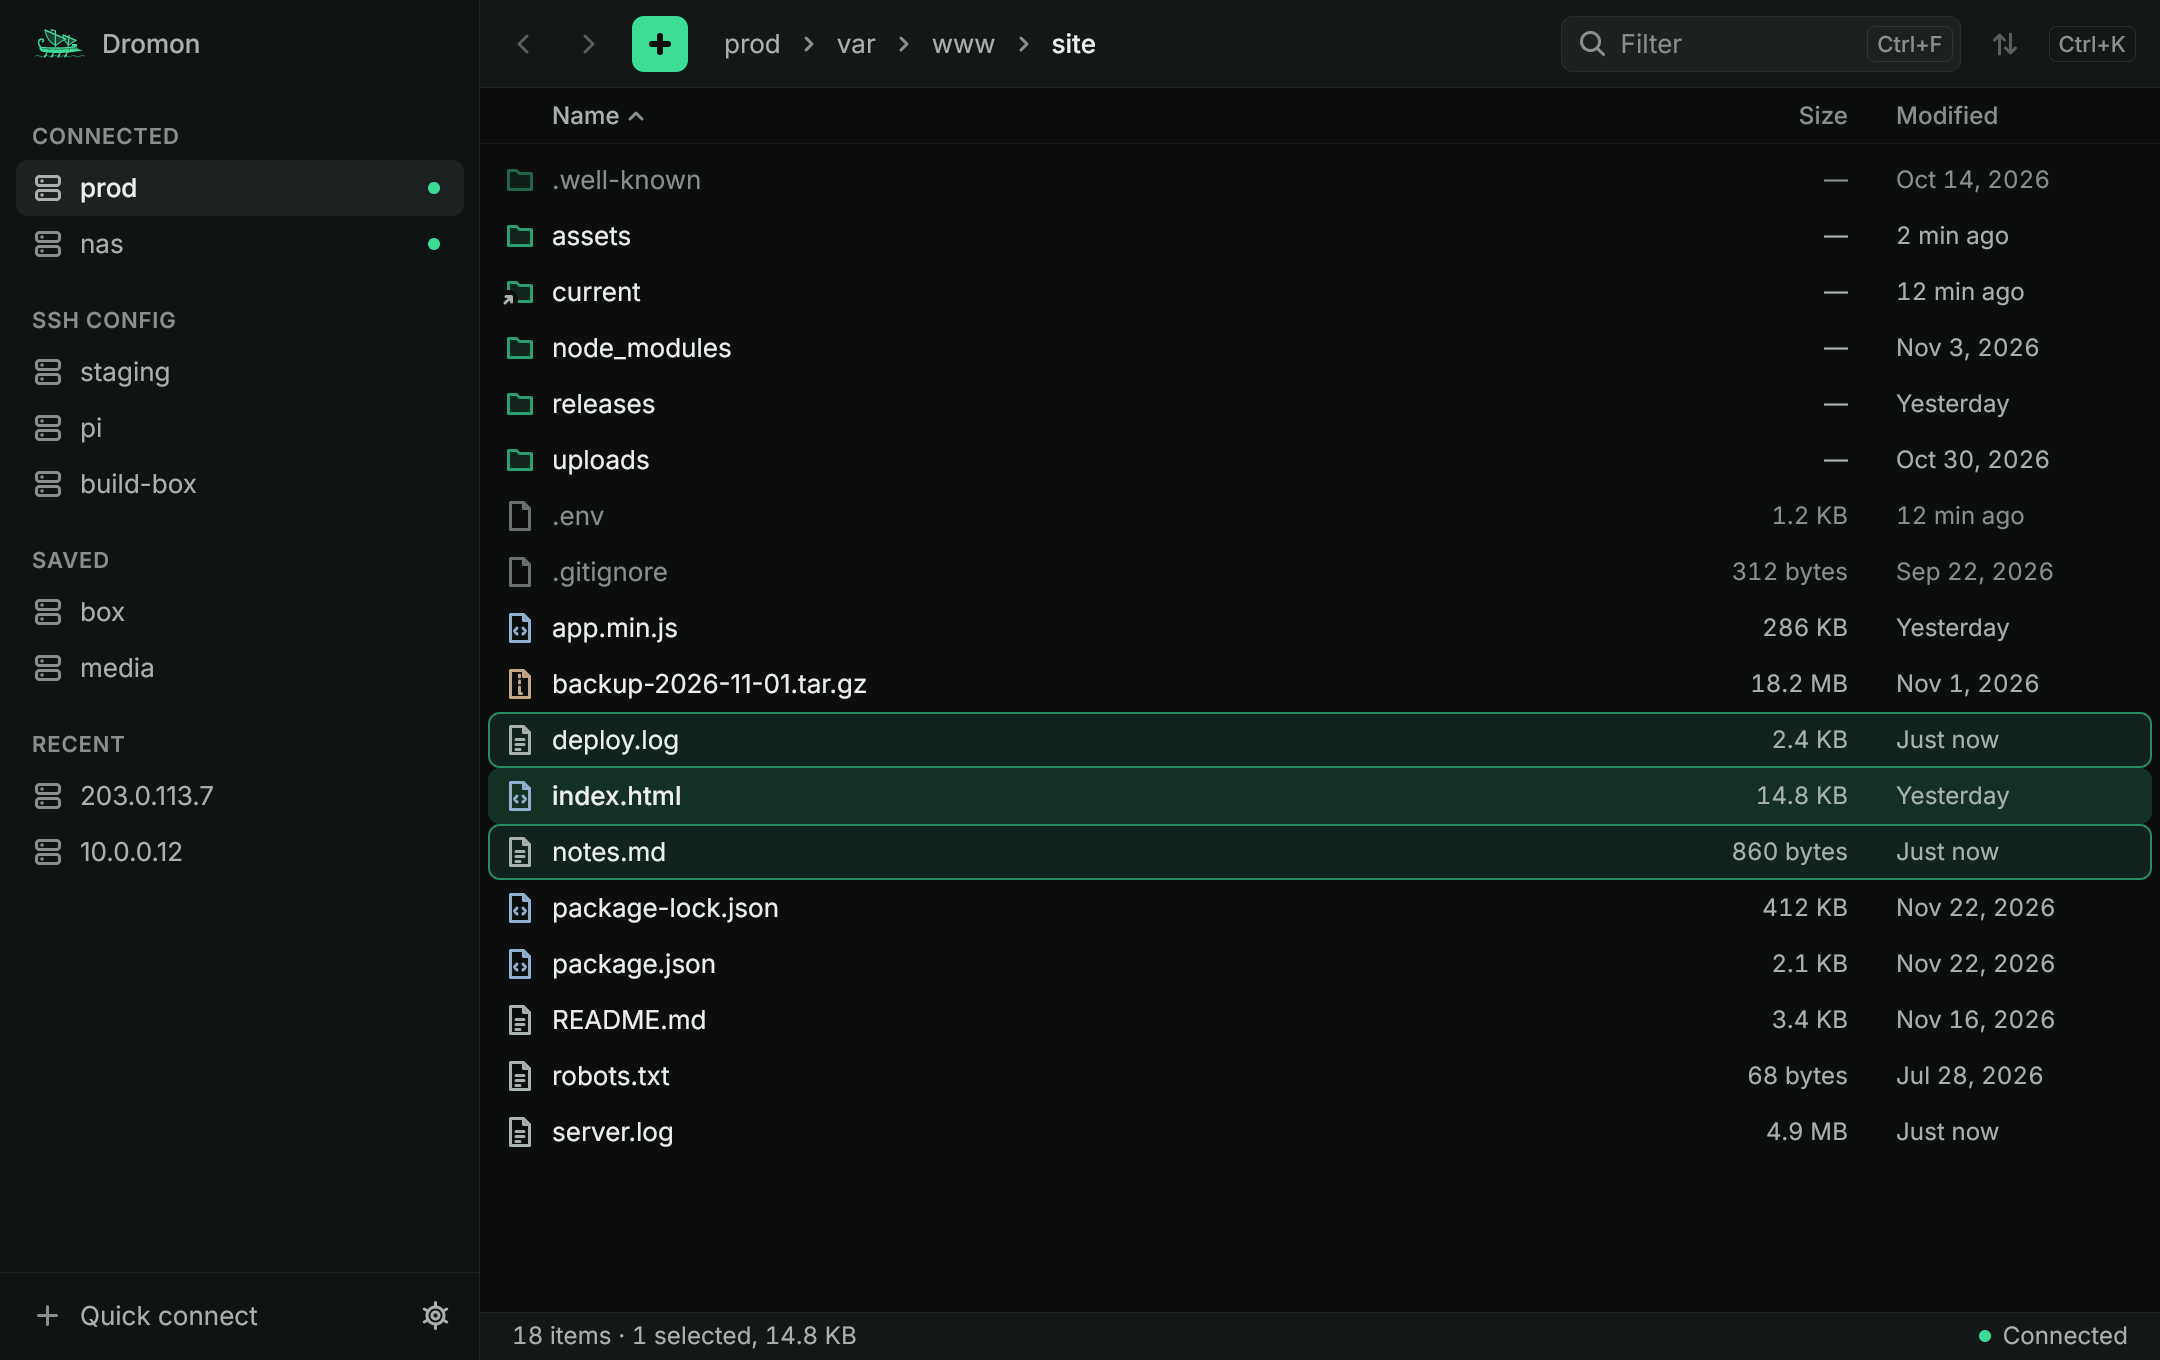 Dromon
CONNECTED
prod
nas
SSH CONFIG
staging
pi
build-box
SAVED
box
media
RECENT
203.0.113.7
10.0.0.12
Quick connect
prod > var > www > site
Filter Ctrl+F
Ctrl+K
Name Size Modified
.well-known — Oct 14, 2026
assets — 2 min ago
current — 12 min ago
node_modules — Nov 3, 2026
releases — Yesterday
uploads — Oct 30, 2026
.env 1.2 KB 12 min ago
.gitignore 312 bytes Sep 22, 2026
app.min.js 286 KB Yesterday
backup-2026-11-01.tar.gz 18.2 MB Nov 1, 2026
deploy.log 2.4 KB Just now
index.html 14.8 KB Yesterday
notes.md 860 bytes Just now
package-lock.json 412 KB Nov 22, 2026
package.json 2.1 KB Nov 22, 2026
README.md 3.4 KB Nov 16, 2026
robots.txt 68 bytes Jul 28, 2026
server.log 4.9 MB Just now
18 items · 1 selected, 14.8 KB
Connected